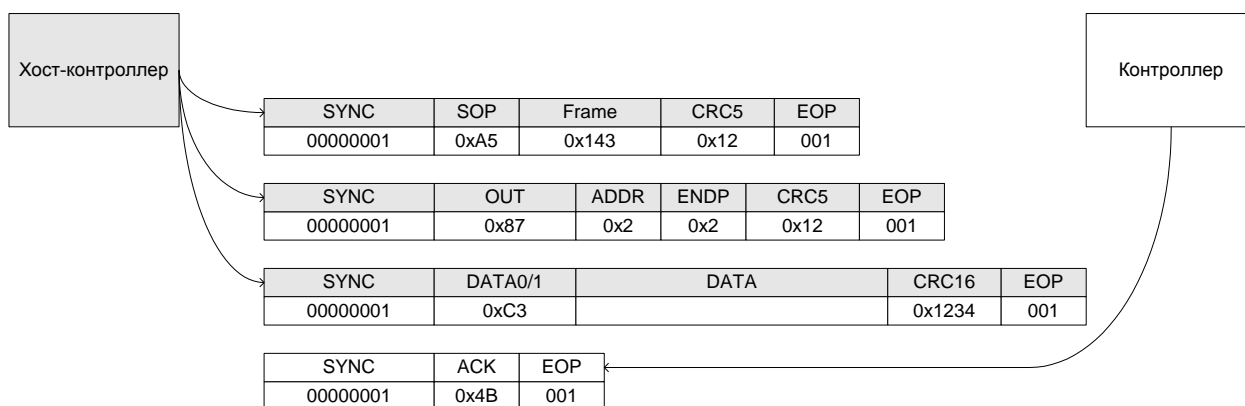 Хост-контроллер
Контроллер
SYNC SOP Frame CRC5 EOP
00000001 0xA5 0x143 0x12 001
SYNC OUT ADDR ENDP CRC5 EOP
00000001 0x87 0x2 0x2 0x12 001
SYNC DATA0/1 DATA CRC16 EOP
00000001 0xC3 0x1234 001
SYNC ACK EOP
00000001 0x4B 001